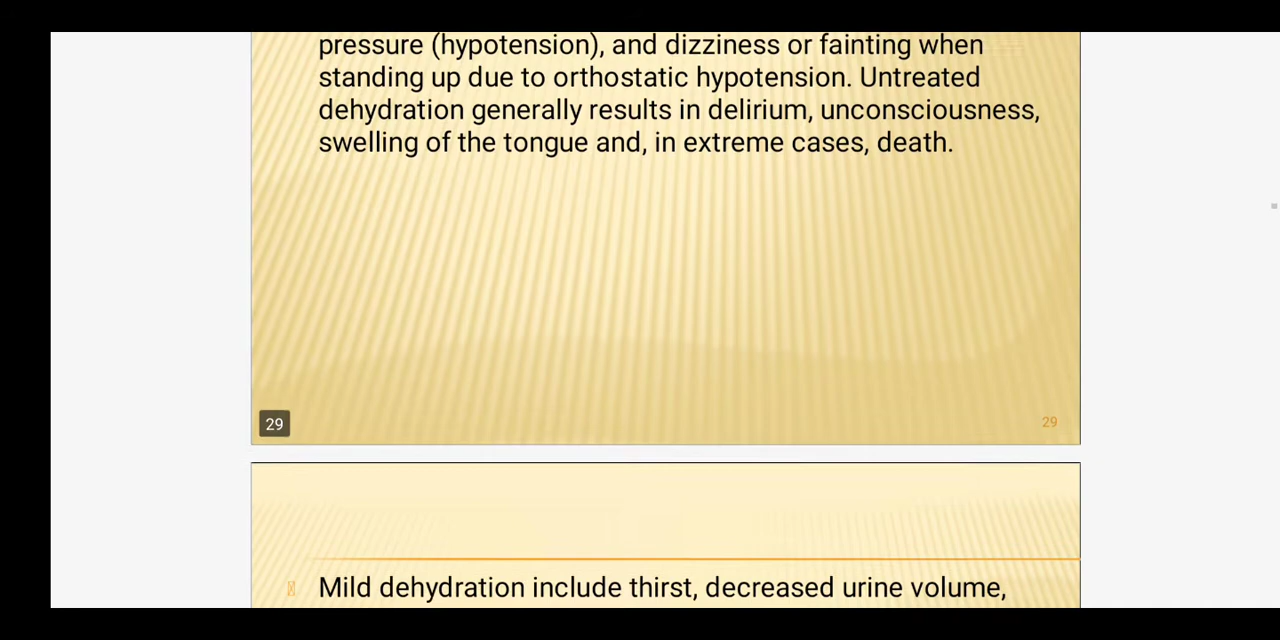 pressure (hypotension), and dizziness or fainting when
standing up due to orthostatic hypotension. Untreated
dehydration generally results in delirium, unconsciousness,
swelling of the tongue and, in extreme cases, death.
29
29
Mild dehydration include thirst, decreased urine volume,